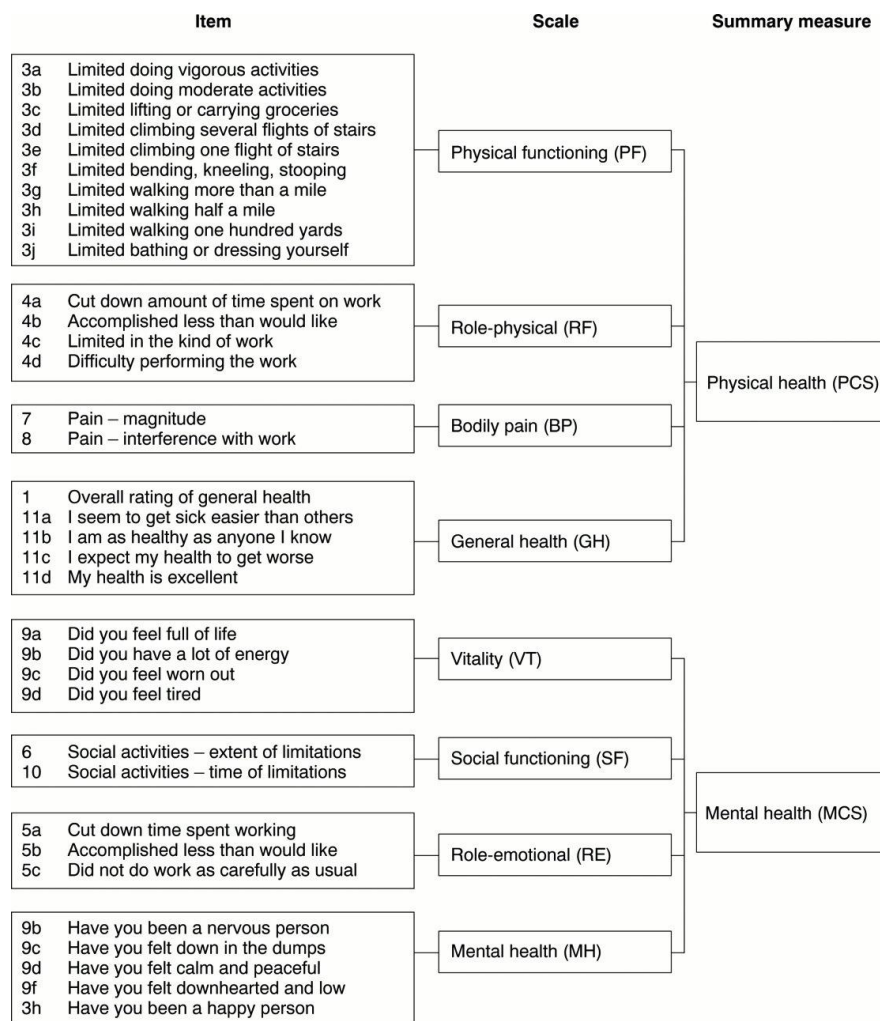 Item Scale Summary measure
3a Limited doing vigorous activities
3b Limited doing moderate activities
3c Limited lifting or carrying groceries
3d Limited climbing several flights of stairs
3e Limited climbing one flight of stairs
3f Limited bending, kneeling, stooping
3g Limited walking more than a mile
3h Limited walking half a mile
3i Limited walking one hundred yards
3j Limited bathing or dressing yourself
Physical functioning (PF)
4a Cut down amount of time spent on work
4b Accomplished less than would like
4c Limited in the kind of work
4d Difficulty performing the work
Role-physical (RF)
7 Pain – magnitude
8 Pain – interference with work
Bodily pain (BP)
1 Overall rating of general health
11a I seem to get sick easier than others
11b I am as healthy as anyone I know
11c I expect my health to get worse
11d My health is excellent
General health (GH)
Physical health (PCS)
9a Did you feel full of life
9b Did you have a lot of energy
9c Did you feel worn out
9d Did you feel tired
Vitality (VT)
6 Social activities – extent of limitations
10 Social activities – time of limitations
Social functioning (SF)
5a Cut down time spent working
5b Accomplished less than would like
5c Did not do work as carefully as usual
Role-emotional (RE)
9b Have you been a nervous person
9c Have you felt down in the dumps
9d Have you felt calm and peaceful
9f Have you felt downhearted and low
3h Have you been a happy person
Mental health (MH)
Mental health (MCS)